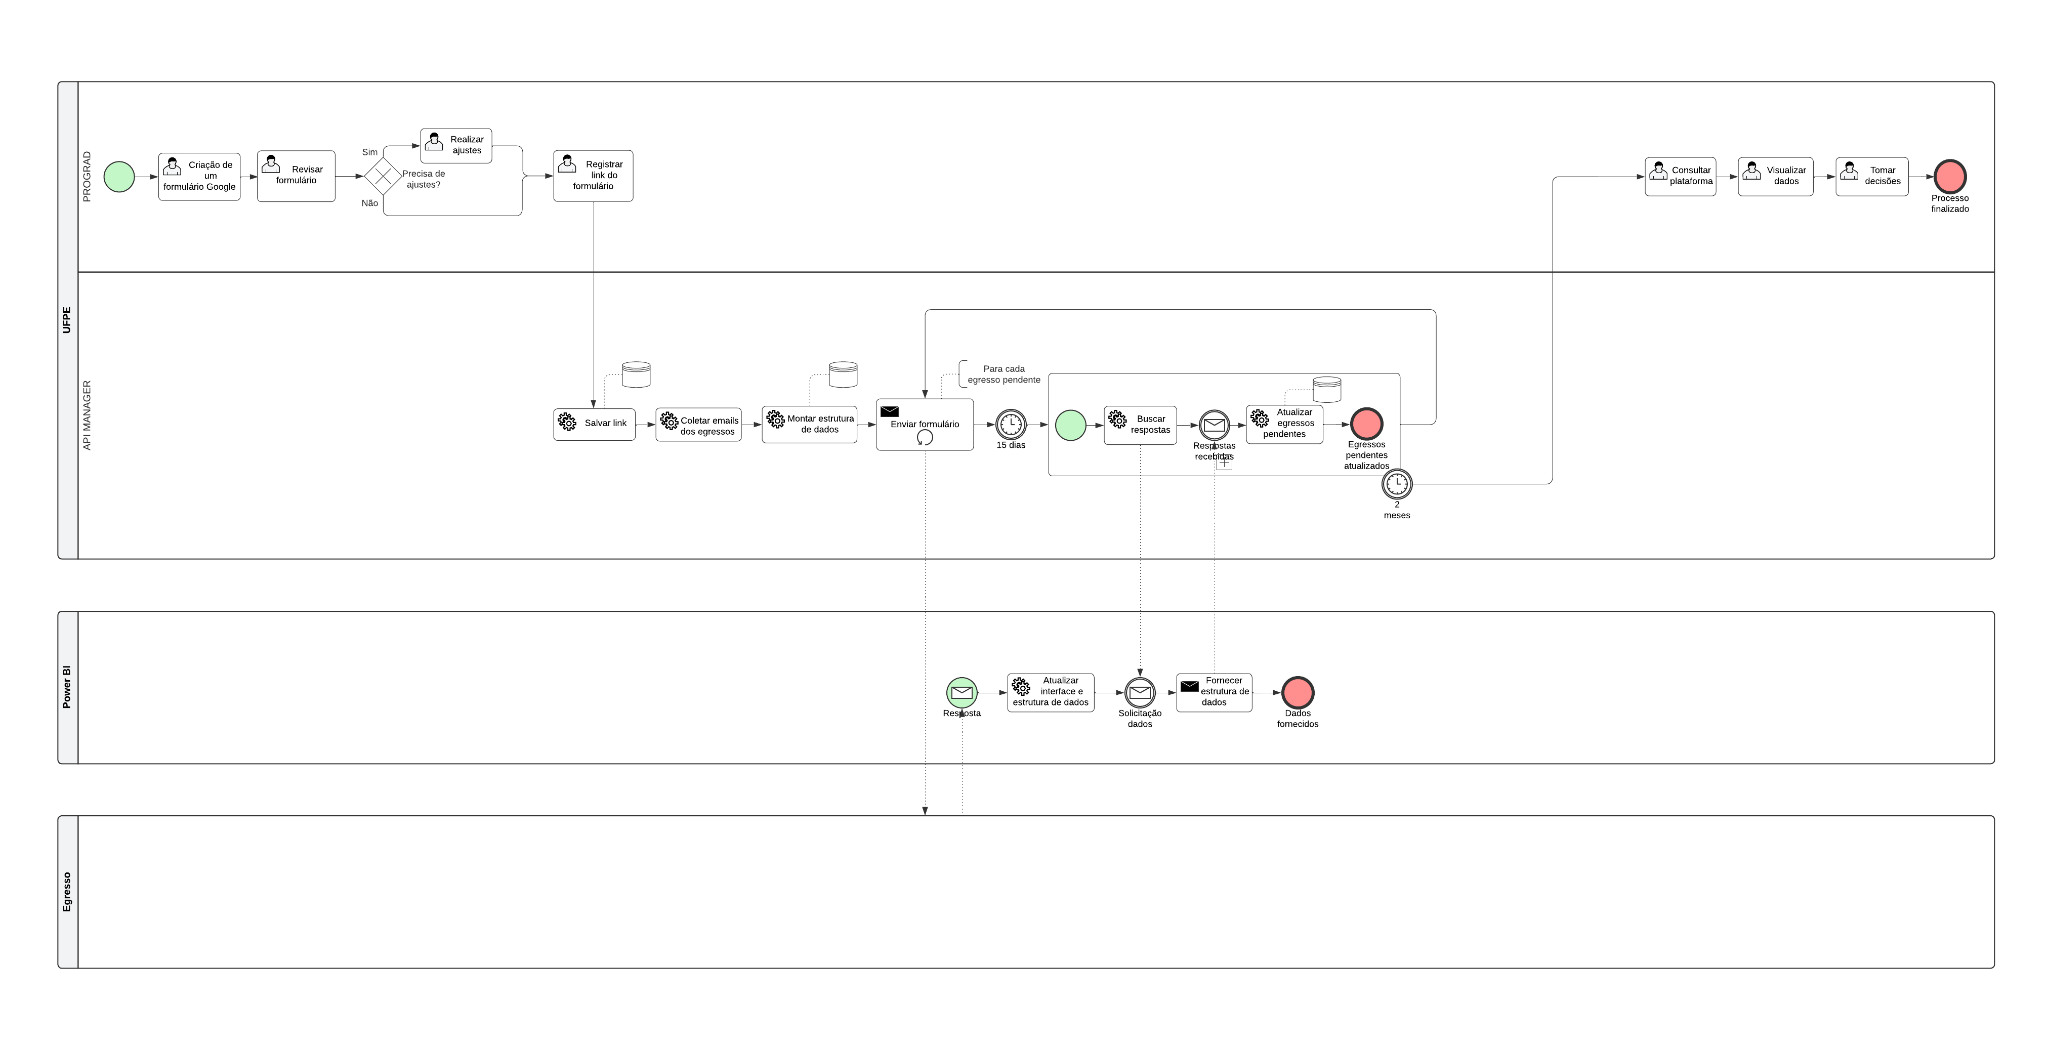 UFPE
PROGRAD
Criação de
um
formulário Google
Revisar
formulário
Sim
Precisa de
ajustes?
Não
Realizar
ajustes
Registrar
link do
formulário
Consultar
plataforma
Visualizar
dados
Tomar
decisões
Processo
finalizado
API MANAGER
Salvar link
Coletar emails
dos egressos
Montar estrutura
de dados
Enviar formulário
Para cada
egresso pendente
15 dias
Buscar
respostas
Respostas
recebidas
Atualizar
egressos
pendentes
Egressos
pendentes
atualizados
2
meses
Power BI
Resposta
Atualizar
interface e
estrutura de dados
Solicitação
dados
Fornecer
estrutura de
dados
Dados
fornecidos
Egresso